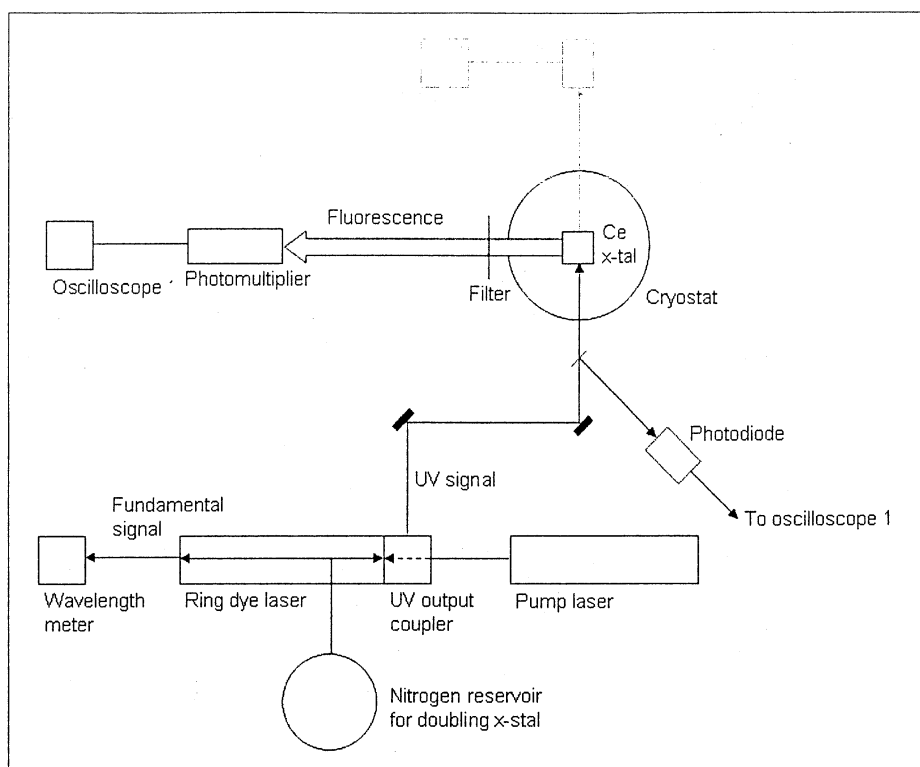 Fluorescence
Ce
x-tal
Oscilloscope
Photomultiplier
Filter
Cryostat
Photodiode
UV signal
To oscilloscope 1
Fundamental
signal
Wavelength
meter
Ring dye laser
UV output
coupler
Pump laser
Nitrogen reservoir
for doubling x-stal